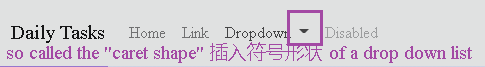 Daily Tasks Home Link Dropdown Disabled
so called the "caret shape" 插入符号形状 of a drop down list